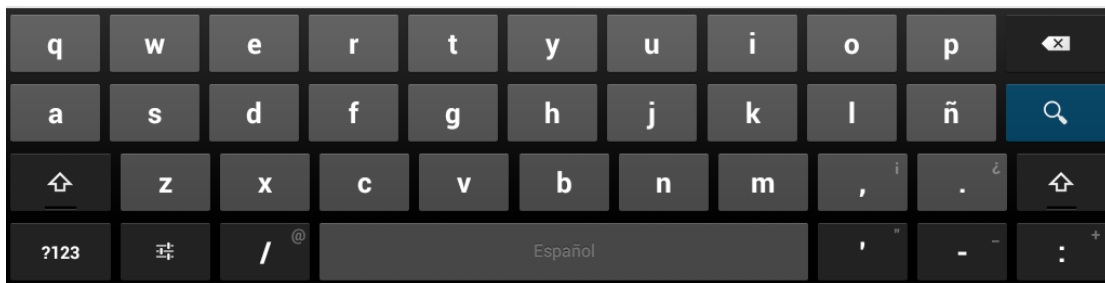 q w e r t y u i o p
a s d f g h j k l ñ
z x c v b n m , ¡ . ¿
?123 / @ Español ' " - _ : +